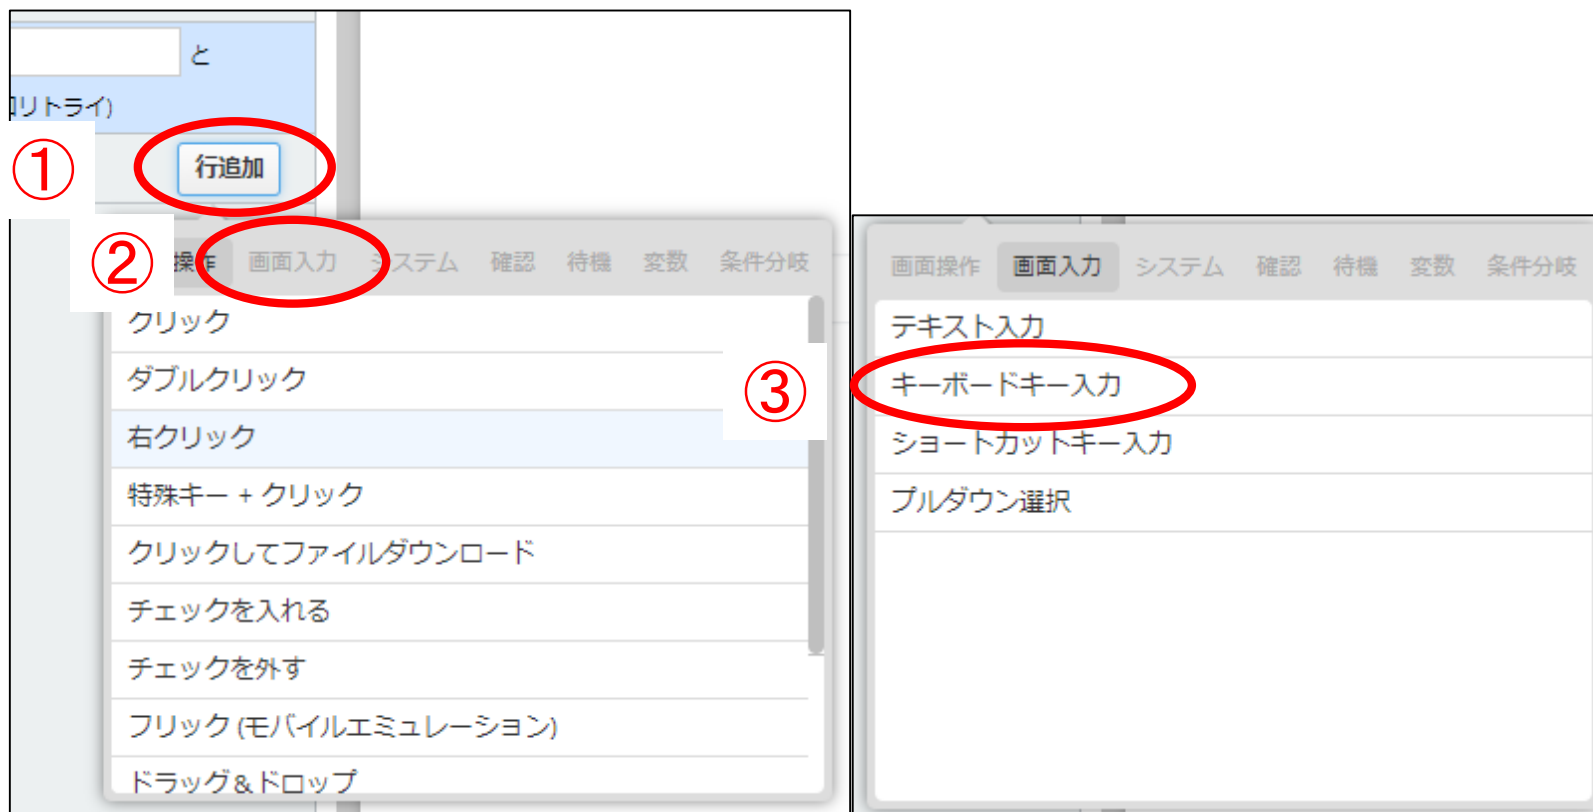 と
リトライ)
①
行追加
②
操作 画面入力 システム 確認 待機 変数 条件分岐
クリック
ダブルクリック
右クリック
特殊キー + クリック
クリックしてファイルダウンロード
チェックを入れる
チェックを外す
フリック (モバイルエミュレーション)
ドラッグ&ドロップ
③
画面操作 画面入力 システム 確認 待機 変数 条件分岐
テキスト入力
キーボードキー入力
ショートカットキー入力
プルダウン選択